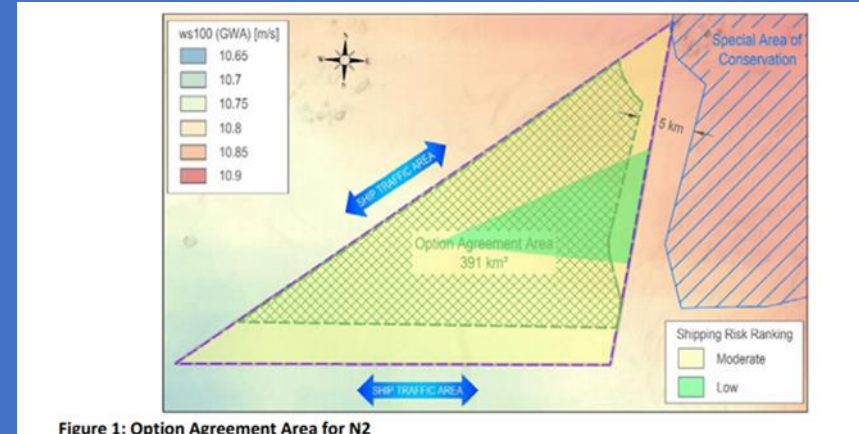 ws100 (GWA) [m/s]
10.65
10.7
10.75
10.8
10.85
10.9
Special Area of
Conservation
5 km
SHIP TRAFFIC AREA
Option Agreement Area
391 km²
Shipping Risk Ranking
Moderate
Low
SHIP TRAFFIC AREA
Figure 1: Option Agreement Area for N2